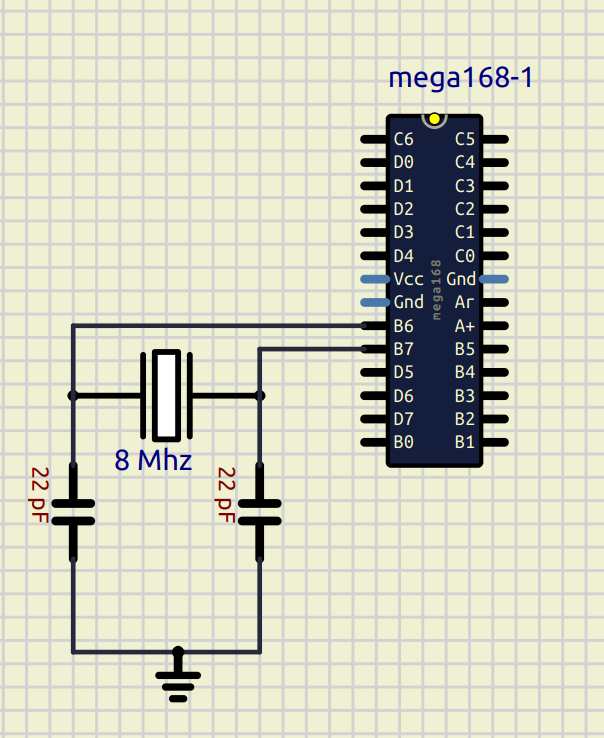 mega168-1
C6 C5
D0 C4
D1 C3
D2 C2
D3 C1
D4 C0
Vcc Gnd
Gnd Ar
B6 A+
B7 B5
D5 B4
D6 B3
D7 B2
B0 B1
mega168
8 Mhz
22 pF
22 pF